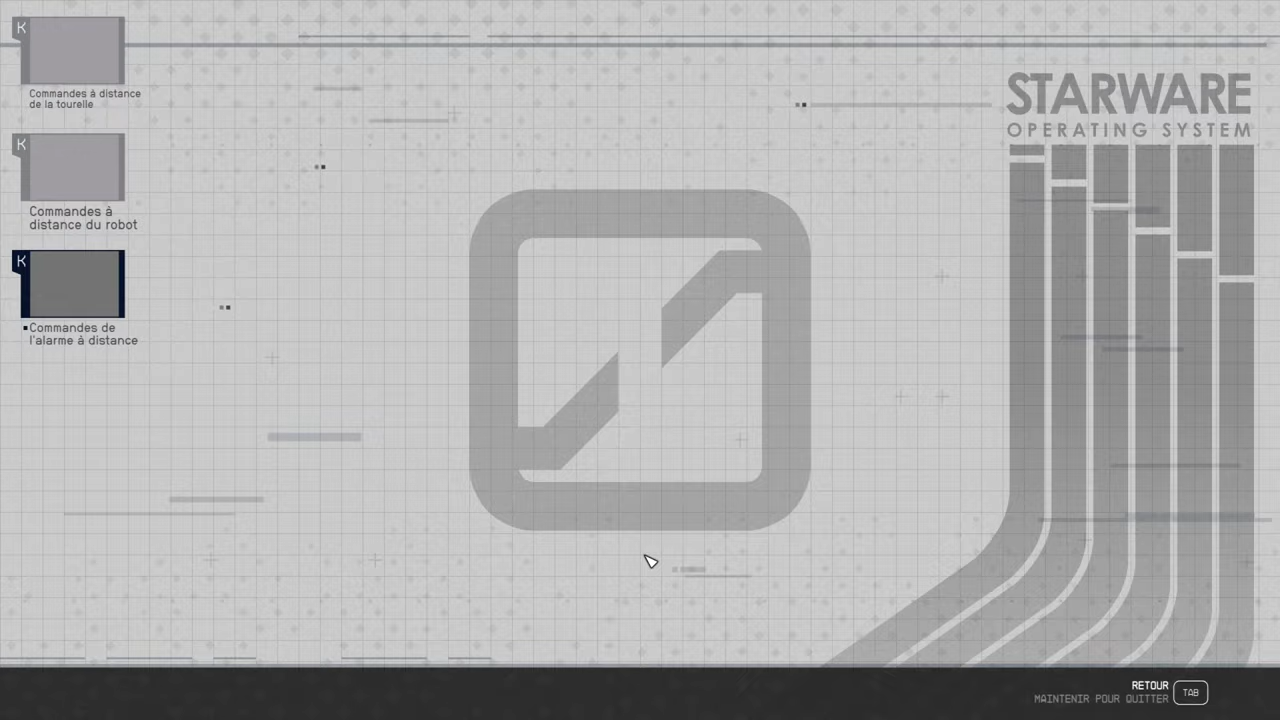 K
Commandes à distance
de la tourelle
K
Commandes à
distance du robot
K
Commandes de
l'alarme à distance
STARWARE
OPERATING SYSTEM
RETOUR
MAINTENIR POUR QUITTER
TAB